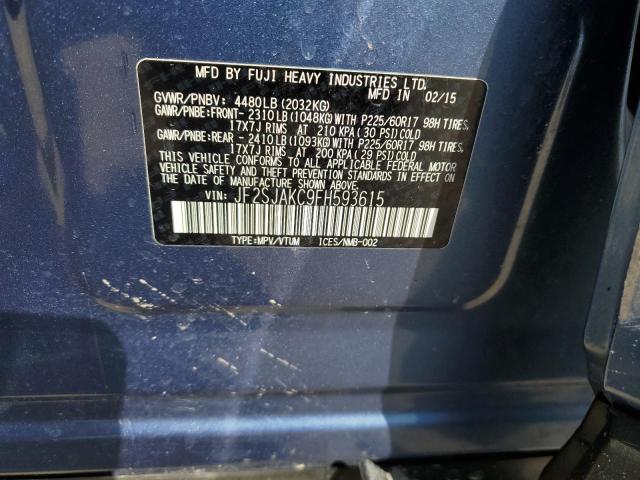 MFD BY FUJI HEAVY INDUSTRIES LTD.
MFD IN 02/15
GVWR/PNBV: 4480LB (2032KG)
GAWR/PNBE:FRONT- 2310LB (1048KG)WITH P225/60R17 98H TIRES,
17X7J RIMS AT 210 KPA (30 PSI)COLD
GAWR/PNBE:REAR - 2410LB (1093KG)WITH P225/60R17 98H TIRES,
17X7J RIMS AT 200 KPA (29 PSI)COLD
THIS VEHICLE CONFORMS TO ALL APPLICABLE FEDERAL MOTOR
VEHICLE SAFETY AND THEFT PREVENTION STANDARDS IN EFFECT ON
THE DATE OF MANUFACTURE SHOWN ABOVE.
VIN: JF2SJAKC9FH593615
TYPE:MPV/VTUM ICES/NMB-002